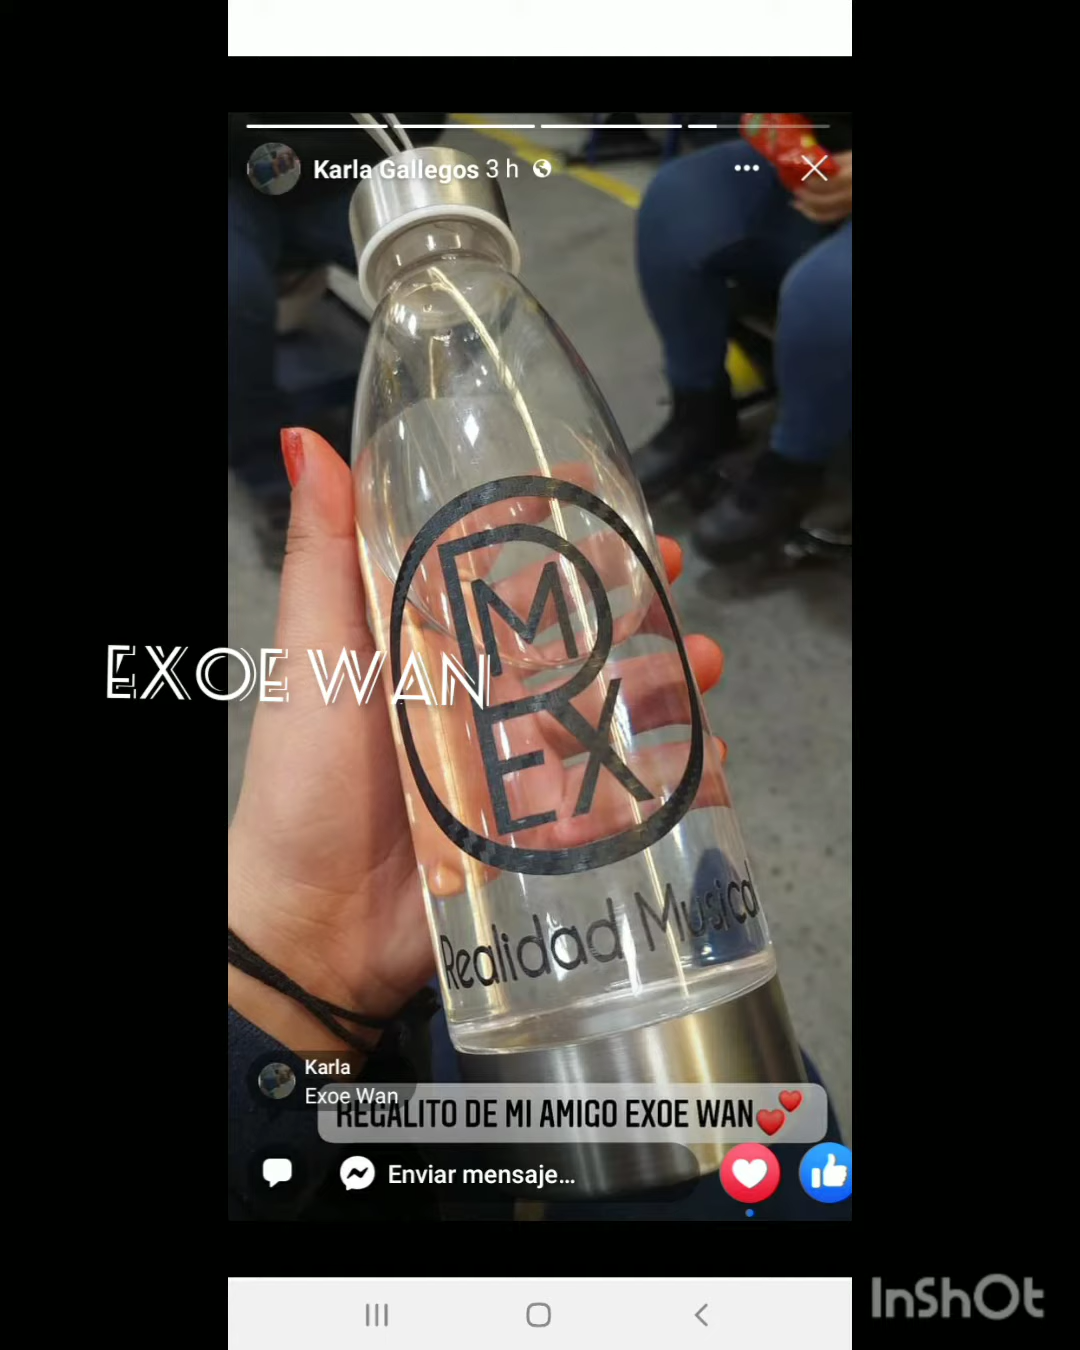 Karla Gallegos 3 h
M
EX
EXOE WAN
Realidad Musical
Karla
Exoe Wan
REGALITO DE MI AMIGO EXOE WAN💕
Enviar mensaje...
InShOt